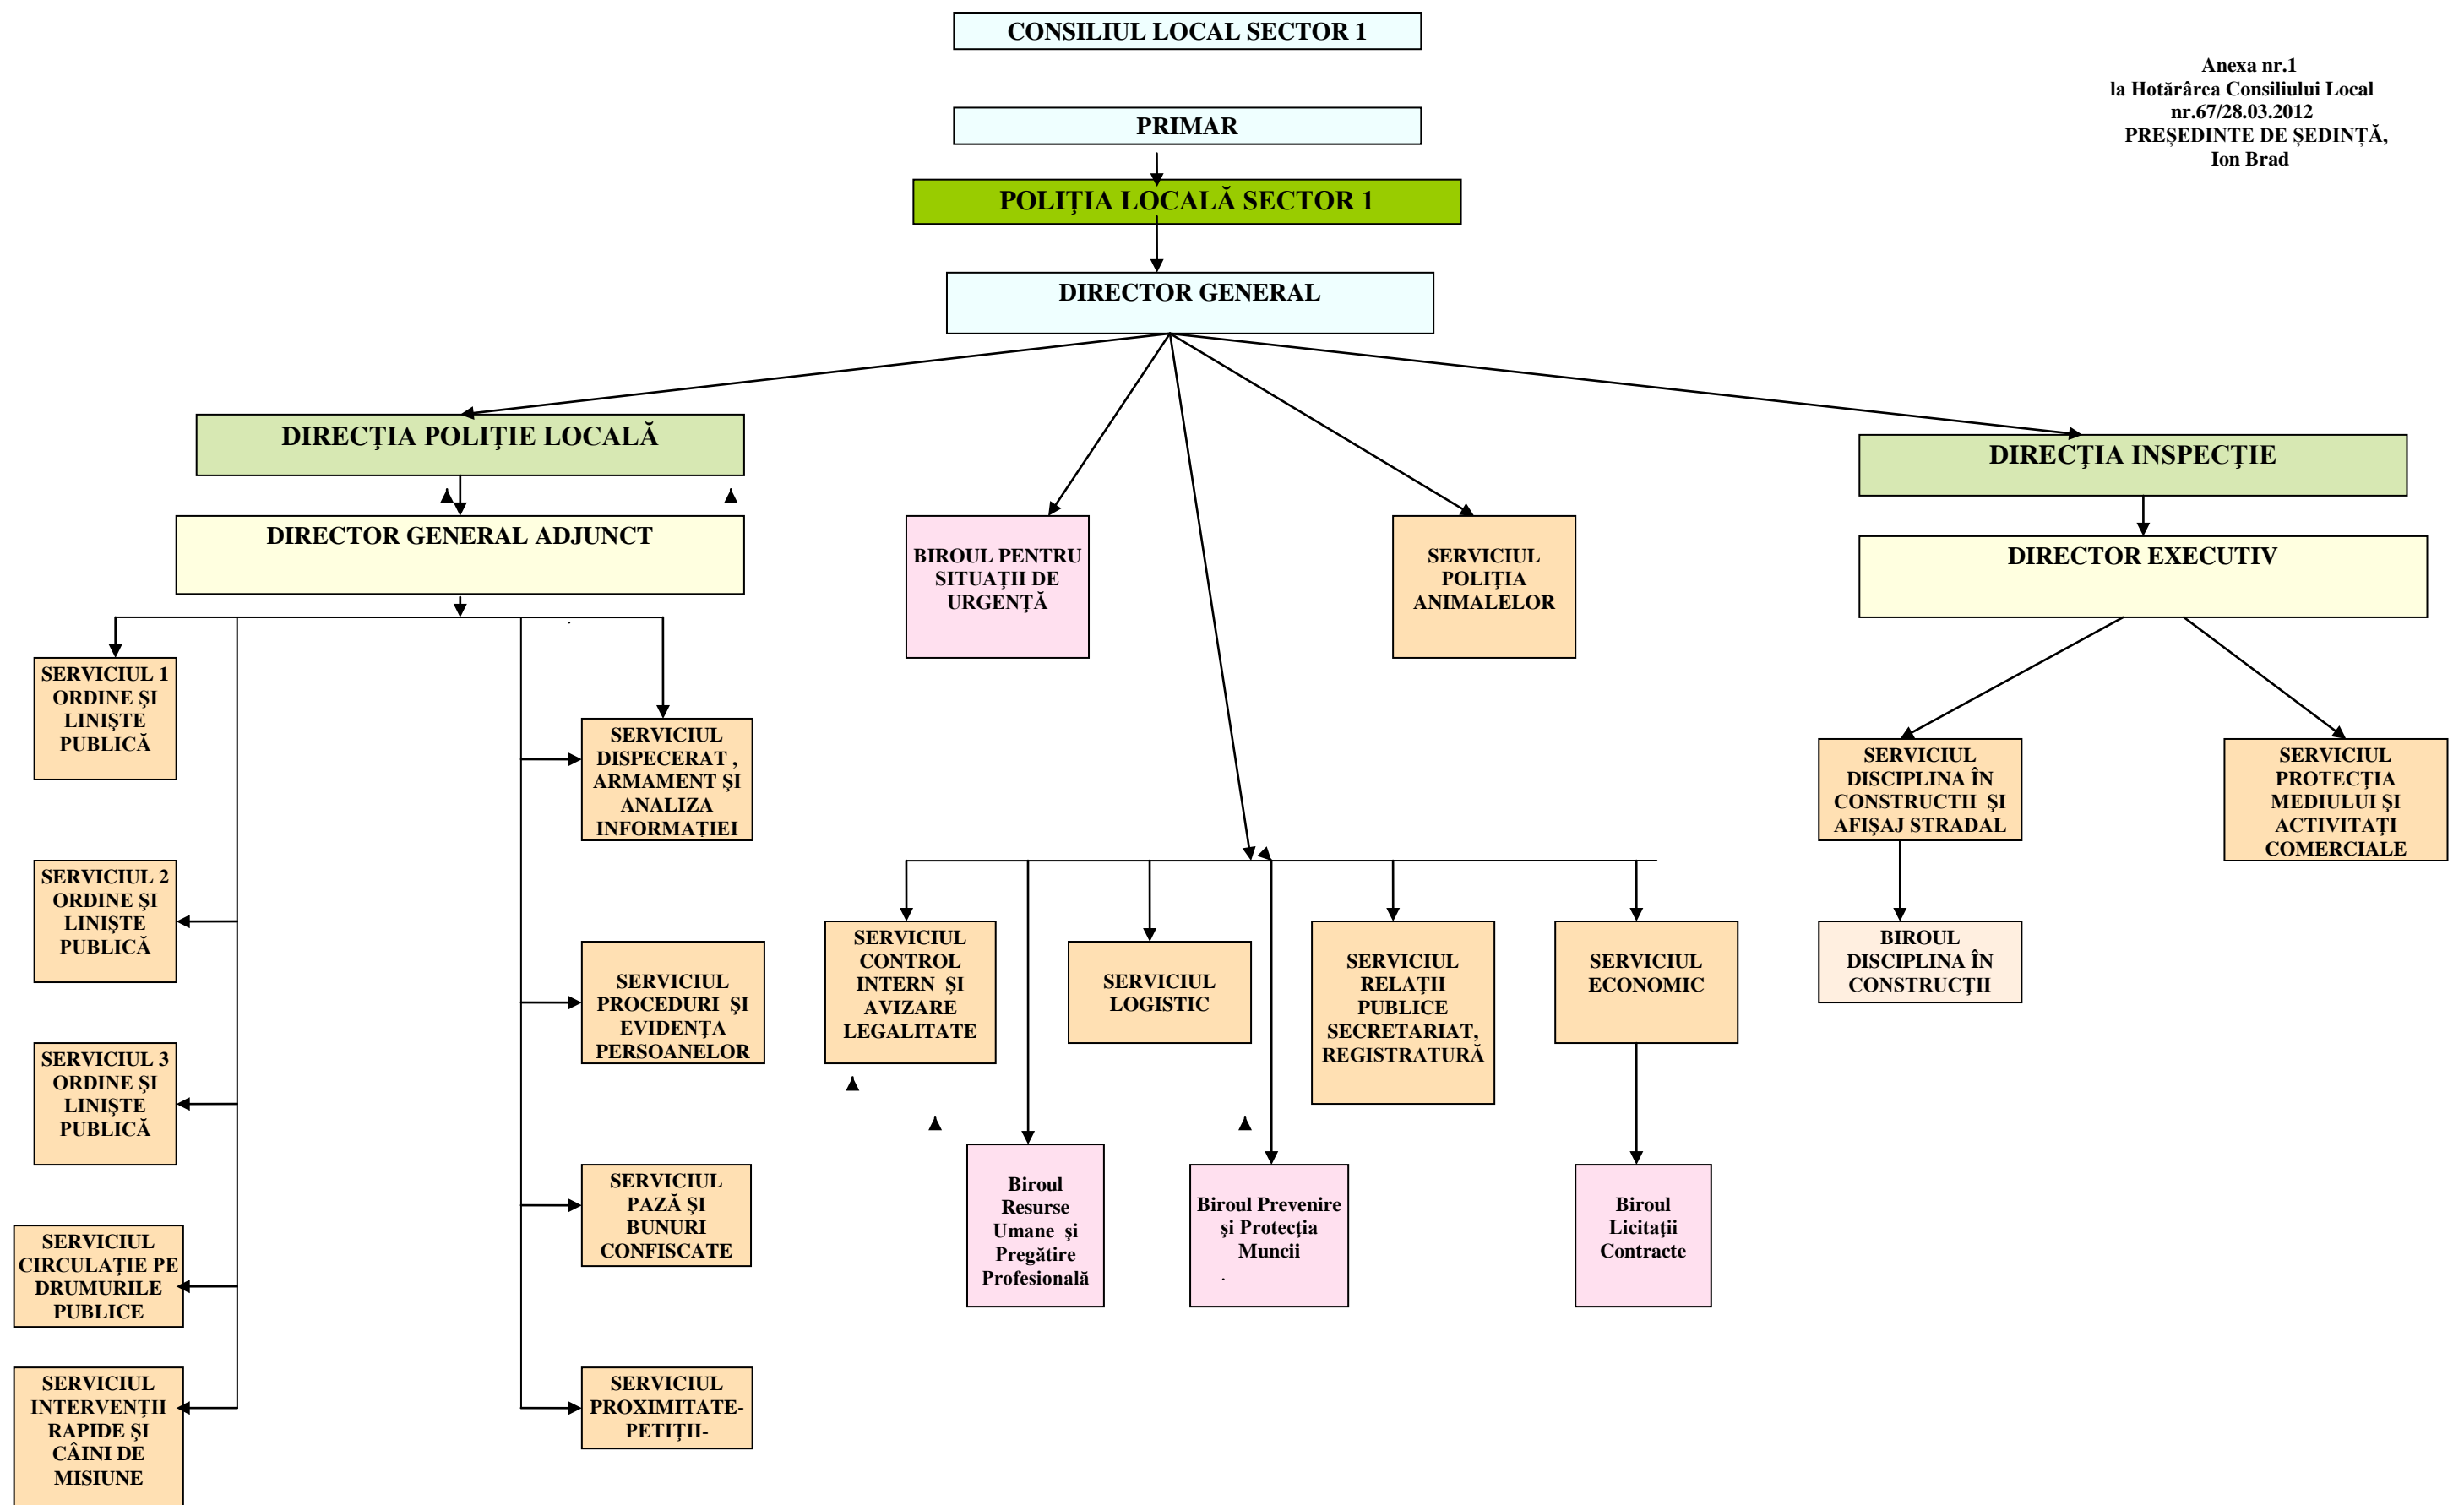 CONSILIUL LOCAL SECTOR 1
Anexa nr.1
la Hotărârea Consiliului Local
nr.67/28.03.2012
PREȘEDINTE DE ȘEDINȚĂ,
Ion Brad
PRIMAR
POLIŢIA LOCALĂ SECTOR 1
DIRECTOR GENERAL
DIRECŢIA POLIŢIE LOCALĂ
DIRECŢIA INSPECŢIE
DIRECTOR GENERAL ADJUNCT
BIROUL PENTRU
SITUAŢII DE
URGENŢĂ
SERVICIUL
POLIŢIA
ANIMALELOR
DIRECTOR EXECUTIV
SERVICIUL 1
ORDINE ŞI
LINIŞTE
PUBLICĂ
SERVICIUL
DISPECERAT ,
ARMAMENT ŞI
ANALIZA
INFORMAŢIEI
SERVICIUL
DISCIPLINA ÎN
CONSTRUCTII ŞI
AFIŞAJ STRADAL
SERVICIUL
PROTECŢIA
MEDIULUI ŞI
ACTIVITAŢI
COMERCIALE
SERVICIUL 2
ORDINE ŞI
LINIŞTE
PUBLICĂ
SERVICIUL
PROCEDURI ŞI
EVIDENŢA
PERSOANELOR
SERVICIUL
CONTROL
INTERN ŞI
AVIZARE
LEGALITATE
SERVICIUL
LOGISTIC
SERVICIUL
RELAŢII
PUBLICE
SECRETARIAT,
REGISTRATURĂ
SERVICIUL
ECONOMIC
BIROUL
DISCIPLINA ÎN
CONSTRUCŢII
SERVICIUL 3
ORDINE ŞI
LINIŞTE
PUBLICĂ
SERVICIUL
PAZĂ ŞI
BUNURI
CONFISCATE
Biroul
Resurse
Umane şi
Pregătire
Profesională
Biroul Prevenire
şi Protecţia
Muncii
Biroul
Licitaţii
Contracte
SERVICIUL
CIRCULAŢIE PE
DRUMURILE
PUBLICE
SERVICIUL
INTERVENŢII
RAPIDE ŞI
CÂINI DE
MISIUNE
SERVICIUL
PROXIMITATE-
PETIŢII-